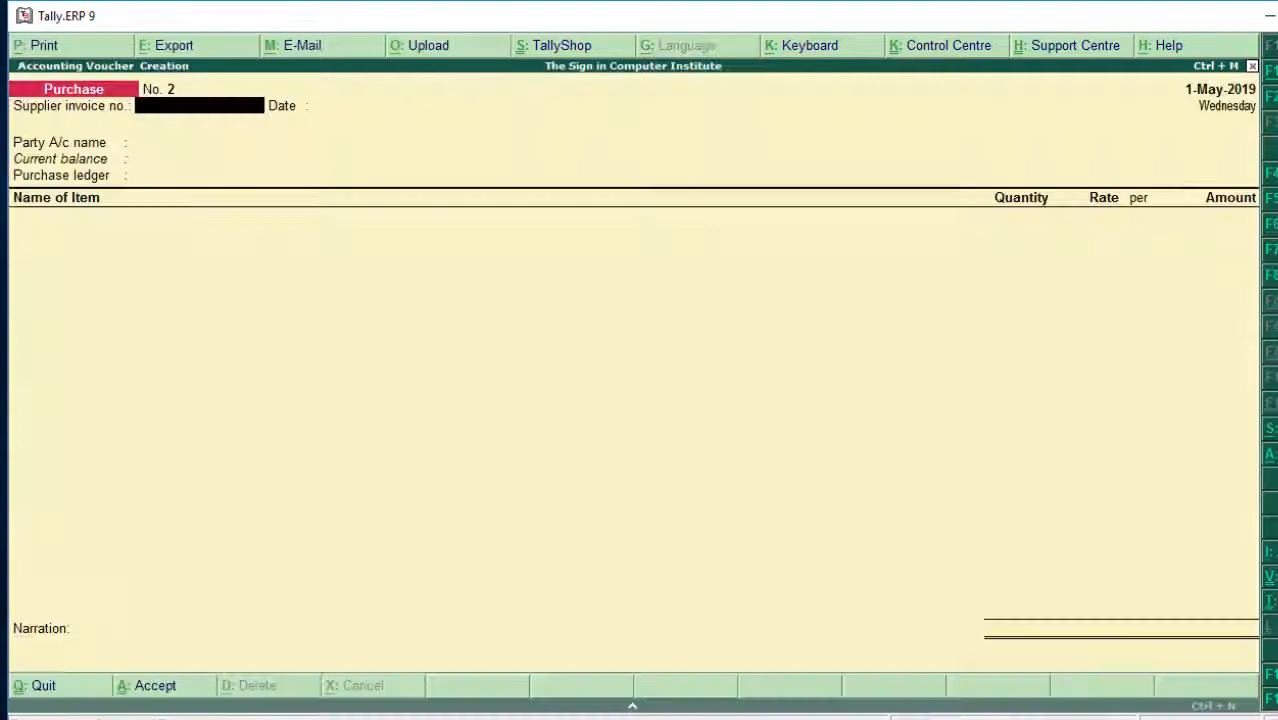 Tally.ERP 9
P: Print E: Export M: E-Mail O: Upload S: TallyShop G: Language K: Keyboard K: Control Centre H: Support Centre H: Help
Accounting Voucher Creation The Sign in Computer Institute Ctrl + M
Purchase No. 2 1-May-2019
Supplier invoice no.: Date : Wednesday
Party A/c name :
Current balance :
Purchase ledger :
Name of Item Quantity Rate per Amount
Narration:
Q: Quit A: Accept D: Delete X: Cancel
Ctrl + N